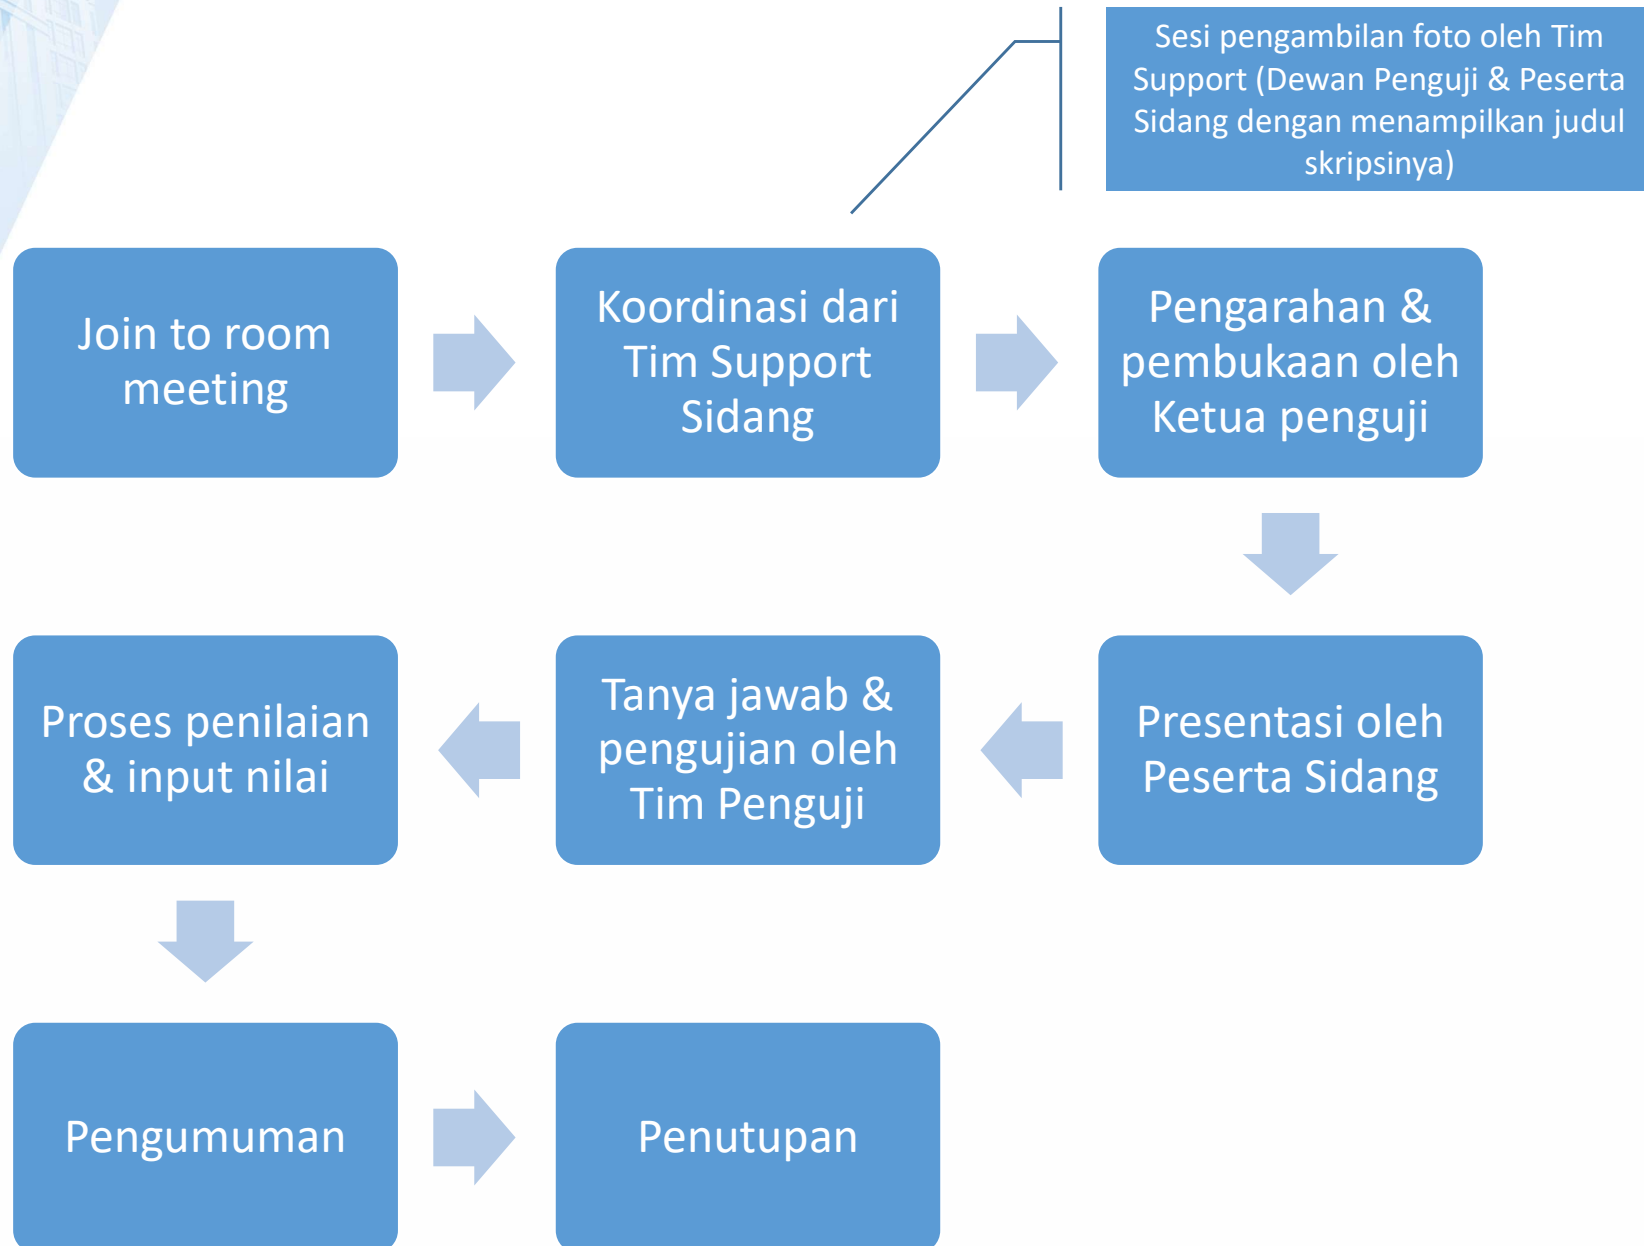 Sesi pengambilan foto oleh Tim
Support (Dewan Penguji & Peserta
Sidang dengan menampilkan judul
skripsinya)
Join to room
meeting
Koordinasi dari
Tim Support
Sidang
Pengarahan &
pembukaan oleh
Ketua penguji
Presentasi oleh
Peserta Sidang
Tanya jawab &
pengujian oleh
Tim Penguji
Proses penilaian
& input nilai
Pengumuman
Penutupan